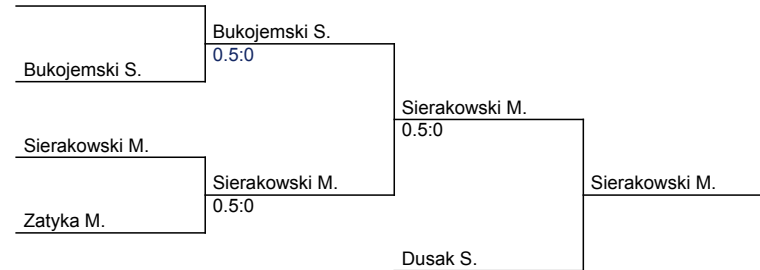 Bukojemski S.
0.5:0
Bukojemski S.
Sierakowski M.
0.5:0
Sierakowski M.
Sierakowski M.
0.5:0
Sierakowski M.
Zatyka M.
Dusak S.